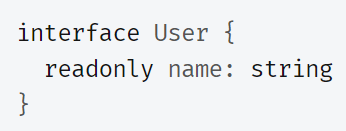 interface User {
  readonly name: string
}